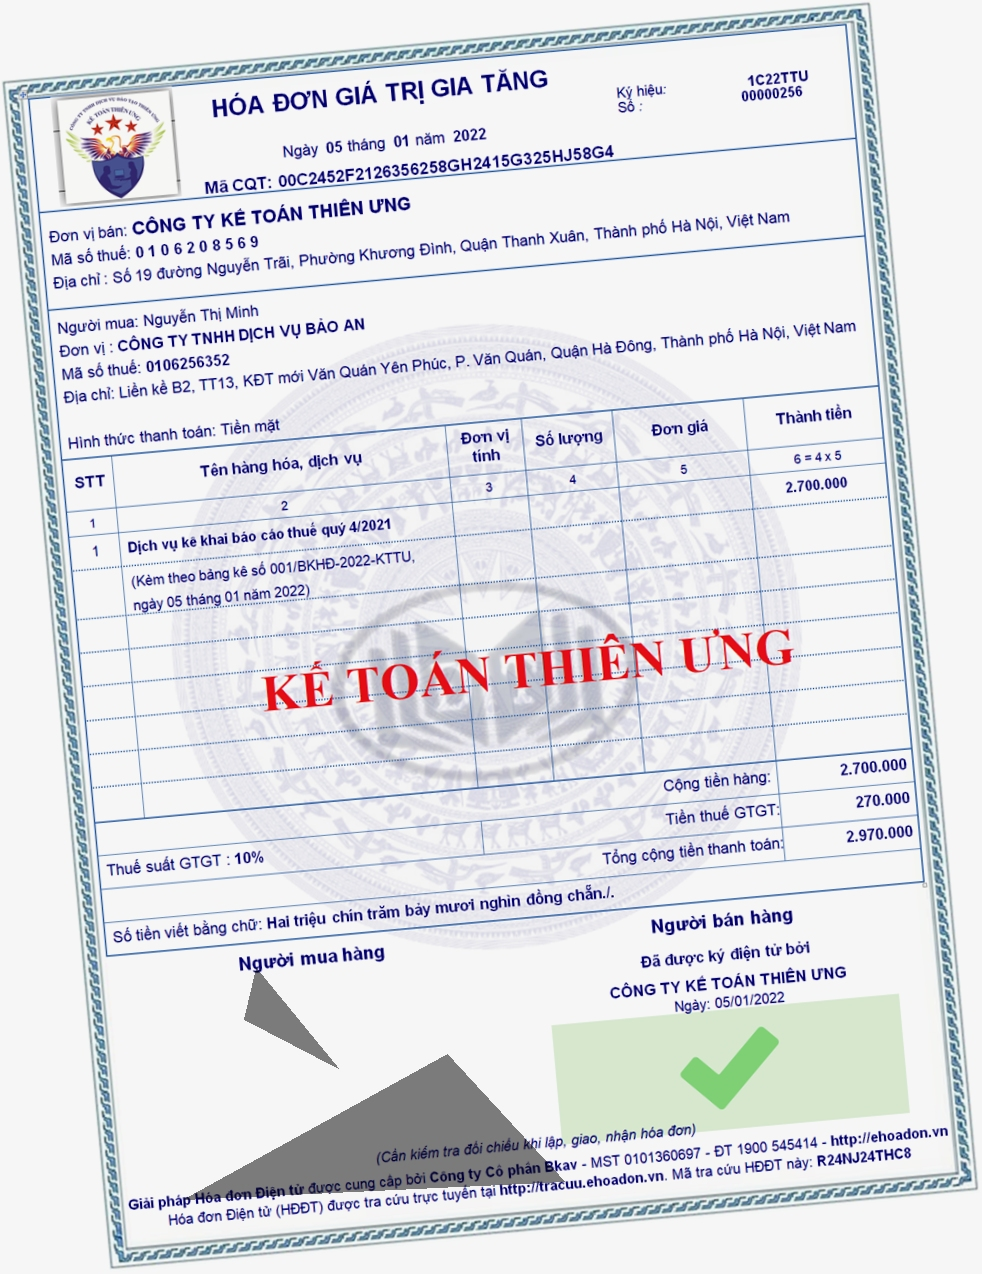 CÔNG TY TNHH DỊCH VỤ ĐÀO TẠO THIÊN ƯNG
KẾ TOÁN THIÊN ƯNG
HÓA ĐƠN GIÁ TRỊ GIA TĂNG
Ký hiệu: 1C22TTU
Số : 00000256
Ngày 05 tháng 01 năm 2022
Mã CQT: 00C2452F2126356258GH2415G325HJ58G4
Đơn vị bán: CÔNG TY KẾ TOÁN THIÊN ƯNG
Mã số thuế: 0 1 0 6 2 0 8 5 6 9
Địa chỉ : Số 19 đường Nguyễn Trãi, Phường Khương Đình, Quận Thanh Xuân, Thành phố Hà Nội, Việt Nam
Người mua: Nguyễn Thị Minh
Đơn vị : CÔNG TY TNHH DỊCH VỤ BẢO AN
Mã số thuế: 0106256352
Địa chỉ: Liền kề B2, TT13, KĐT mới Văn Quán Yên Phúc, P. Văn Quán, Quận Hà Đông, Thành phố Hà Nội, Việt Nam
Hình thức thanh toán: Tiền mặt
STT Tên hàng hóa, dịch vụ Đơn vị tính Số lượng Đơn giá Thành tiền
1 2 3 4 5 6 = 4 x 5
1 Dịch vụ kê khai báo cáo thuế quý 4/2021 2.700.000
(Kèm theo bảng kê số 001/BKHĐ-2022-KTTU,
ngày 05 tháng 01 năm 2022)
KẾ TOÁN THIÊN ƯNG
Cộng tiền hàng: 2.700.000
Tiền thuế GTGT: 270.000
Thuế suất GTGT : 10% Tổng cộng tiền thanh toán: 2.970.000
Số tiền viết bằng chữ: Hai triệu chín trăm bảy mươi nghìn đồng chẵn./.
Người mua hàng Người bán hàng
Đã được ký điện tử bởi
CÔNG TY KẾ TOÁN THIÊN ƯNG
Ngày: 05/01/2022
(Cần kiểm tra đối chiếu khi lập, giao, nhận hóa đơn)
Giải pháp Hóa đơn Điện tử được cung cấp bởi Công ty Cổ phần Bkav - MST 0101360697 - ĐT 1900 545414 - http://ehoadon.vn
Hóa đơn Điện tử (HĐĐT) được tra cứu trực tuyến tại http://tracuu.ehoadon.vn. Mã tra cứu HĐĐT này: R24NJ24THC8